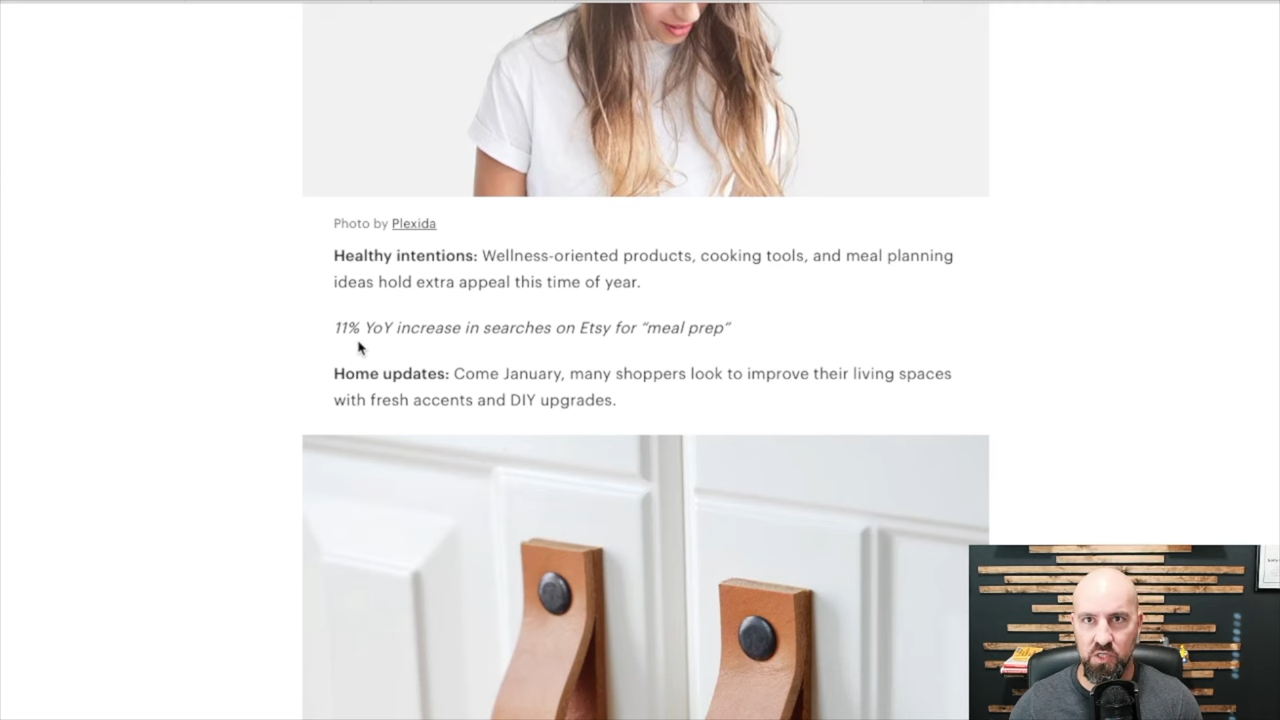 Photo by Plexida
Healthy intentions: Wellness-oriented products, cooking tools, and meal planning
ideas hold extra appeal this time of year.
11% YoY increase in searches on Etsy for “meal prep”
Home updates: Come January, many shoppers look to improve their living spaces
with fresh accents and DIY upgrades.